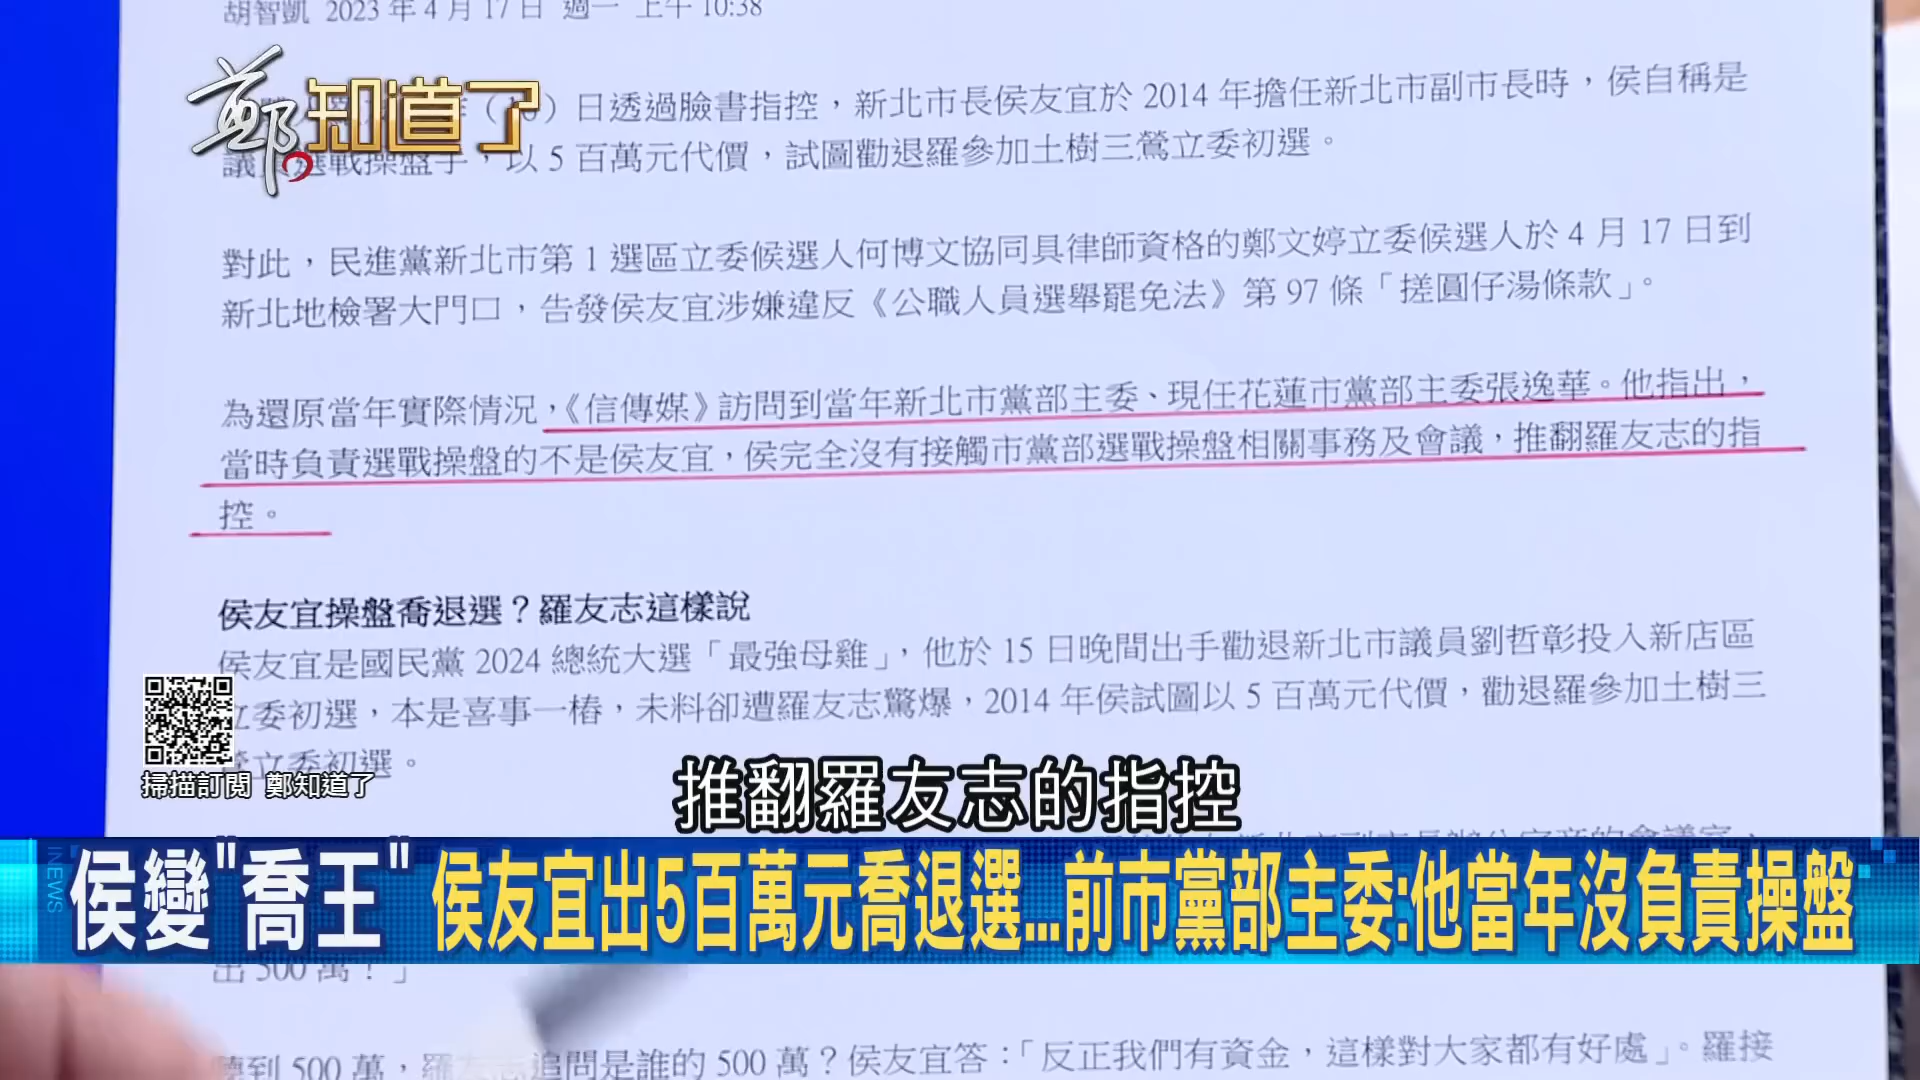 胡智凱 2023 年 4 月 17 日 週一 上午 10:38
鄭知道了
）日透過臉書指控，新北市長侯友宜於 2014 年擔任新北市副市長時，侯自稱是
選戰操盤手，以 5 百萬元代價，試圖勸退羅參加土樹三鶯立委初選。
對此，民進黨新北市第 1 選區立委候選人何博文協同具律師資格的鄭文婷立委候選人於 4 月 17 日到
新北地檢署大門口，告發侯友宜涉嫌違反《公職人員選舉罷免法》第 97 條「搓圓仔湯條款」。
為還原當年實際情況，《信傳媒》訪問到當年新北市黨部主委、現任花蓮市黨部主委張逸華。他指出，
當時負責選戰操盤的不是侯友宜，侯完全沒有接觸市黨部選戰操盤相關事務及會議，推翻羅友志的指
控。
侯友宜操盤喬退選？羅友志這樣說
侯友宜是國民黨 2024 總統大選「最強母雞」，他於 15 日晚間出手勸退新北市議員劉哲彰投入新店區
立委初選，本是喜事一樁，未料卻遭羅友志驚爆，2014 年侯試圖以 5 百萬元代價，勸退羅參加土樹三
鶯立委初選。
掃描訂閱 鄭知道了
推翻羅友志的指控
NEWS
侯變"喬王" 侯友宜出5百萬元喬退選...前市黨部主委:他當年沒負責操盤
出 500 萬！」
聽到 500 萬，羅友志追問是誰的 500 萬？侯友宜答：「反正我們有資金，這樣對大家都有好處」。羅接